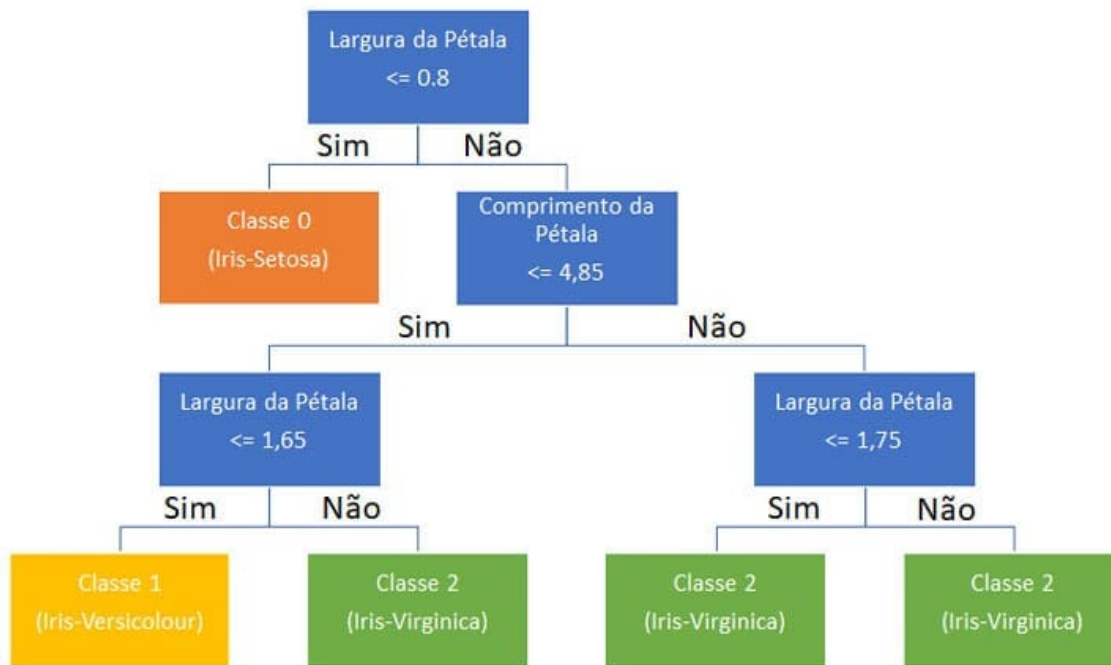 Largura da Pétala
<= 0.8
Sim
Não
Classe 0
(Iris-Setosa)
Comprimento da
Pétala
<= 4,85
Sim
Não
Largura da Pétala
<= 1,65
Largura da Pétala
<= 1,75
Sim
Não
Sim
Não
Classe 1
(Iris-Versicolour)
Classe 2
(Iris-Virginica)
Classe 2
(Iris-Virginica)
Classe 2
(Iris-Virginica)